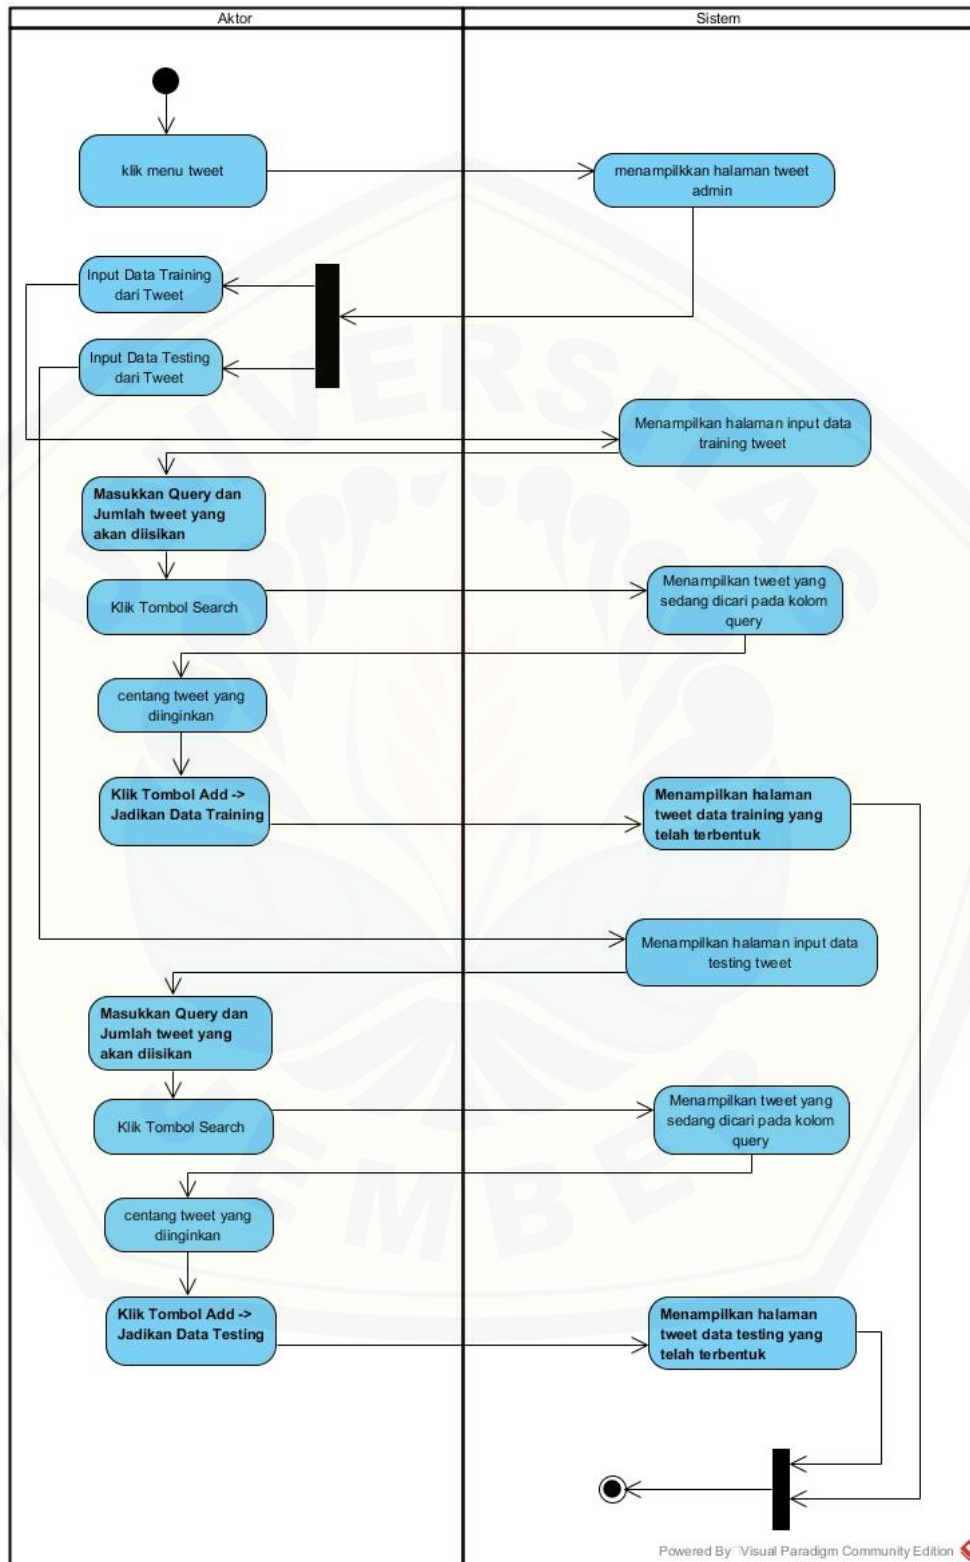 Aktor
Sistem
klik menu tweet
menampilkkan halaman tweet
admin
Input Data Training
dari Tweet
Input Data Testing
dari Tweet
Menampilkan halaman input data
training tweet
Masukkan Query dan
Jumlah tweet yang
akan diisikan
Klik Tombol Search
Menampilkan tweet yang
sedang dicari pada kolom
query
centang tweet yang
diinginkan
Klik Tombol Add ->
Jadikan Data Training
Menampilkan halaman
tweet data training yang
telah terbentuk
Menampilkan halaman input data
testing tweet
Masukkan Query dan
Jumlah tweet yang
akan diisikan
Klik Tombol Search
Menampilkan tweet yang
sedang dicari pada kolom
query
centang tweet yang
diinginkan
Klik Tombol Add ->
Jadikan Data Testing
Menampilkan halaman
tweet data testing yang
telah terbentuk
UNIVERSITAS
JEMBER
Powered By Visual Paradigm Community Edition